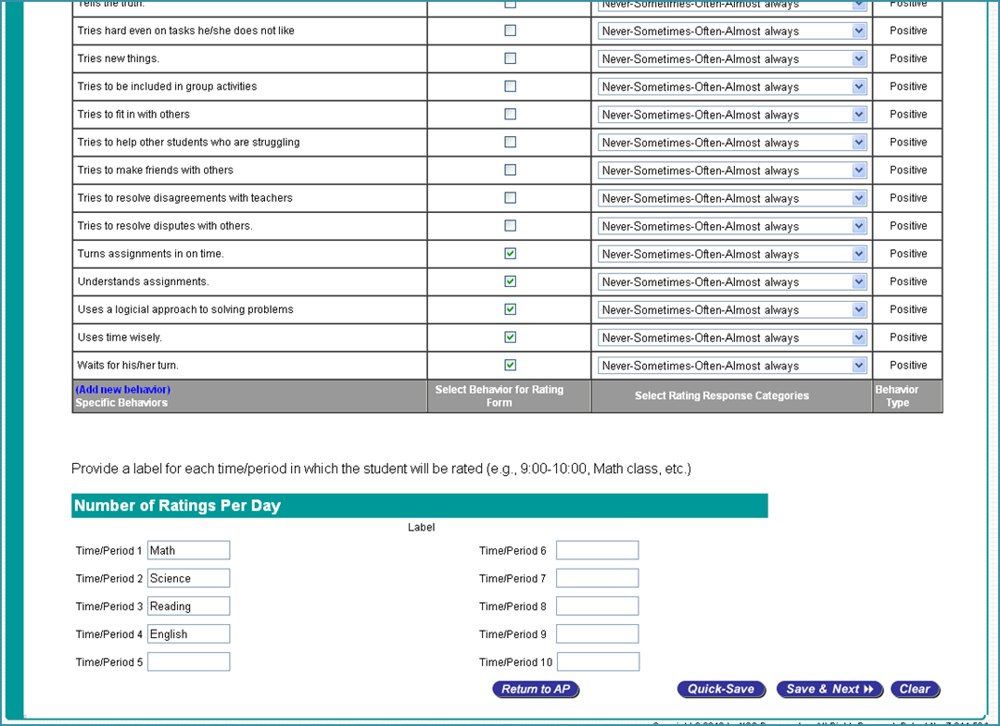 Tells the truth. Never-Sometimes-Often-Almost always Positive
Tries hard even on tasks he/she does not like Never-Sometimes-Often-Almost always Positive
Tries new things. Never-Sometimes-Often-Almost always Positive
Tries to be included in group activities Never-Sometimes-Often-Almost always Positive
Tries to fit in with others Never-Sometimes-Often-Almost always Positive
Tries to help other students who are struggling Never-Sometimes-Often-Almost always Positive
Tries to make friends with others Never-Sometimes-Often-Almost always Positive
Tries to resolve disagreements with teachers Never-Sometimes-Often-Almost always Positive
Tries to resolve disputes with others. Never-Sometimes-Often-Almost always Positive
Turns assignments in on time. Never-Sometimes-Often-Almost always Positive
Understands assignments. Never-Sometimes-Often-Almost always Positive
Uses a logicial approach to solving problems Never-Sometimes-Often-Almost always Positive
Uses time wisely. Never-Sometimes-Often-Almost always Positive
Waits for his/her turn. Never-Sometimes-Often-Almost always Positive
(Add new behavior) Select Behavior for Rating Behavior
Specific Behaviors Form Select Rating Response Categories Type
Provide a label for each time/period in which the student will be rated (e.g., 9:00-10:00, Math class, etc.)
Number of Ratings Per Day
Label
Time/Period 1 Math Time/Period 6
Time/Period 2 Science Time/Period 7
Time/Period 3 Reading Time/Period 8
Time/Period 4 English Time/Period 9
Time/Period 5 Time/Period 10
Return to AP Quick-Save Save & Next Clear